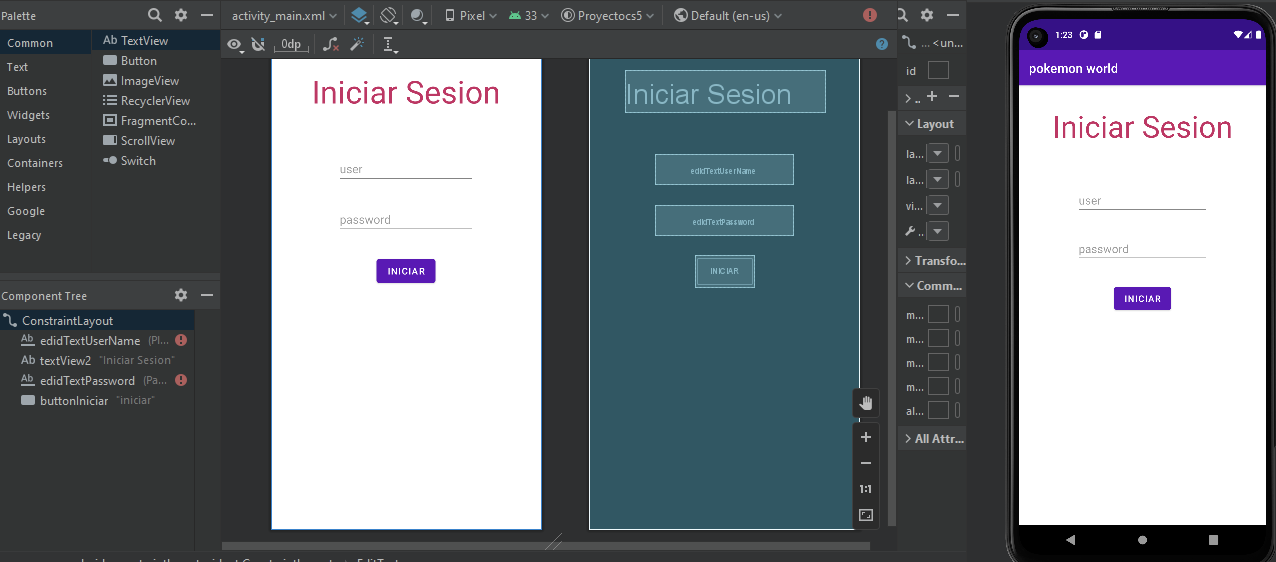 Palette
Common
Text
Buttons
Widgets
Layouts
Containers
Helpers
Google
Legacy
Ab TextView
Button
ImageView
RecyclerView
FragmentCo...
ScrollView
Switch
Component Tree
ConstraintLayout
Ab edidTextUserName (Pl...
Ab textView2 "Iniciar Sesion"
Ab edidTextPassword (Pa...
buttonIniciar "iniciar"
activity_main.xml
Pixel
33
Proyectocs5
Default (en-us)
0dp
Iniciar Sesion
user
password
INICIAR
Iniciar Sesion
edidTextUserName
edidTextPassword
INICIAR
1:1
... <un...
id
..
Layout
la...
la...
vi...
..
Transfo...
Comm...
m...
m...
m...
m...
al...
All Attr...
1:23
pokemon world
Iniciar Sesion
user
password
INICIAR